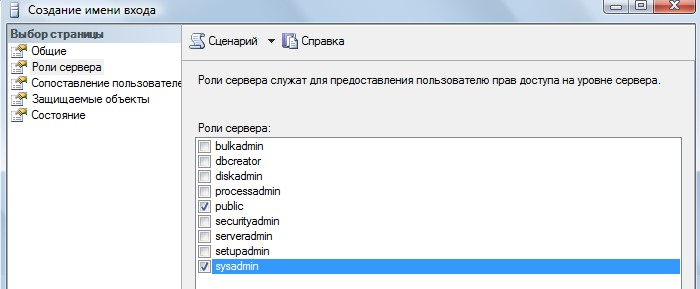 Создание имени входа
Выбор страницы
Общие
Роли сервера
Сопоставление пользователе
Защищаемые объекты
Состояние
Сценарий
Справка
Роли сервера служат для предоставления пользователю прав доступа на уровне сервера.
Роли сервера:
bulkadmin
dbcreator
diskadmin
processadmin
public
securityadmin
serveradmin
setupadmin
sysadmin